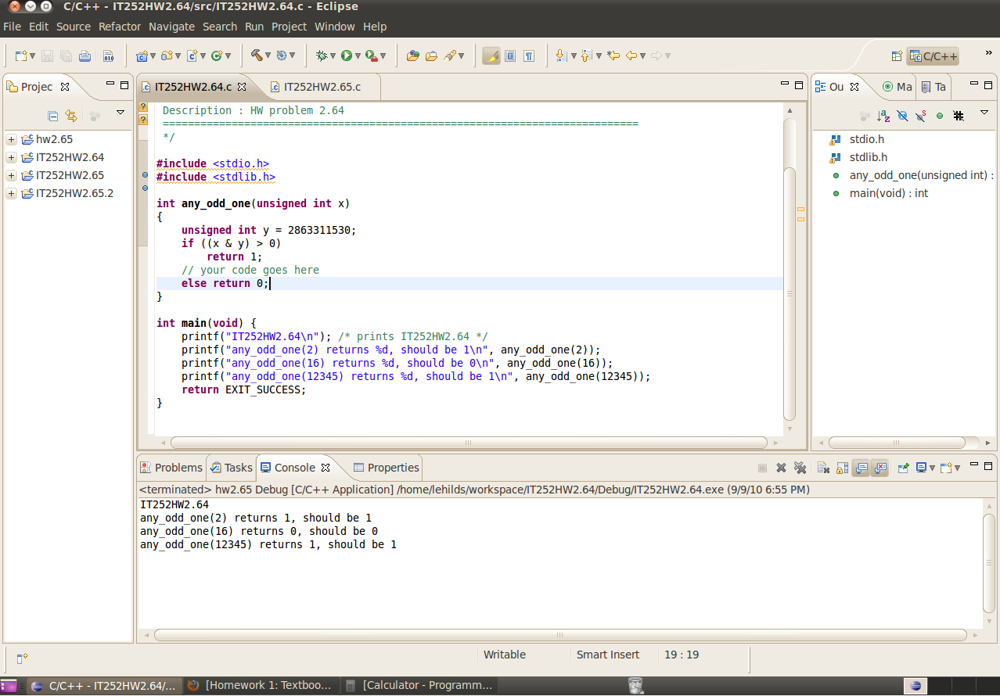 C/C++ - IT252HW2.64/src/IT252HW2.64.c - Eclipse
File Edit Source Refactor Navigate Search Run Project Window Help
C/C++
Projec
hw2.65
IT252HW2.64
IT252HW2.65
IT252HW2.65.2
IT252HW2.64.c IT252HW2.65.c
Description : HW problem 2.64
============================================================================
*/
#include <stdio.h>
#include <stdlib.h>
int any_odd_one(unsigned int x)
{
unsigned int y = 2863311530;
if ((x & y) > 0)
return 1;
// your code goes here
else return 0;
}
int main(void) {
printf("IT252HW2.64\n"); /* prints IT252HW2.64 */
printf("any_odd_one(2) returns %d, should be 1\n", any_odd_one(2));
printf("any_odd_one(16) returns %d, should be 0\n", any_odd_one(16));
printf("any_odd_one(12345) returns %d, should be 1\n", any_odd_one(12345));
return EXIT_SUCCESS;
}
Ou Ma Ta
stdio.h
stdlib.h
any_odd_one(unsigned int) :
main(void) : int
Problems Tasks Console Properties
<terminated> hw2.65 Debug [C/C++ Application] /home/lehilds/workspace/IT252HW2.64/Debug/IT252HW2.64.exe (9/9/10 6:55 PM)
IT252HW2.64
any_odd_one(2) returns 1, should be 1
any_odd_one(16) returns 0, should be 0
any_odd_one(12345) returns 1, should be 1
Writable Smart Insert 19 : 19
C/C++ - IT252HW2.64/... [Homework 1: Textboo... [Calculator - Programm...